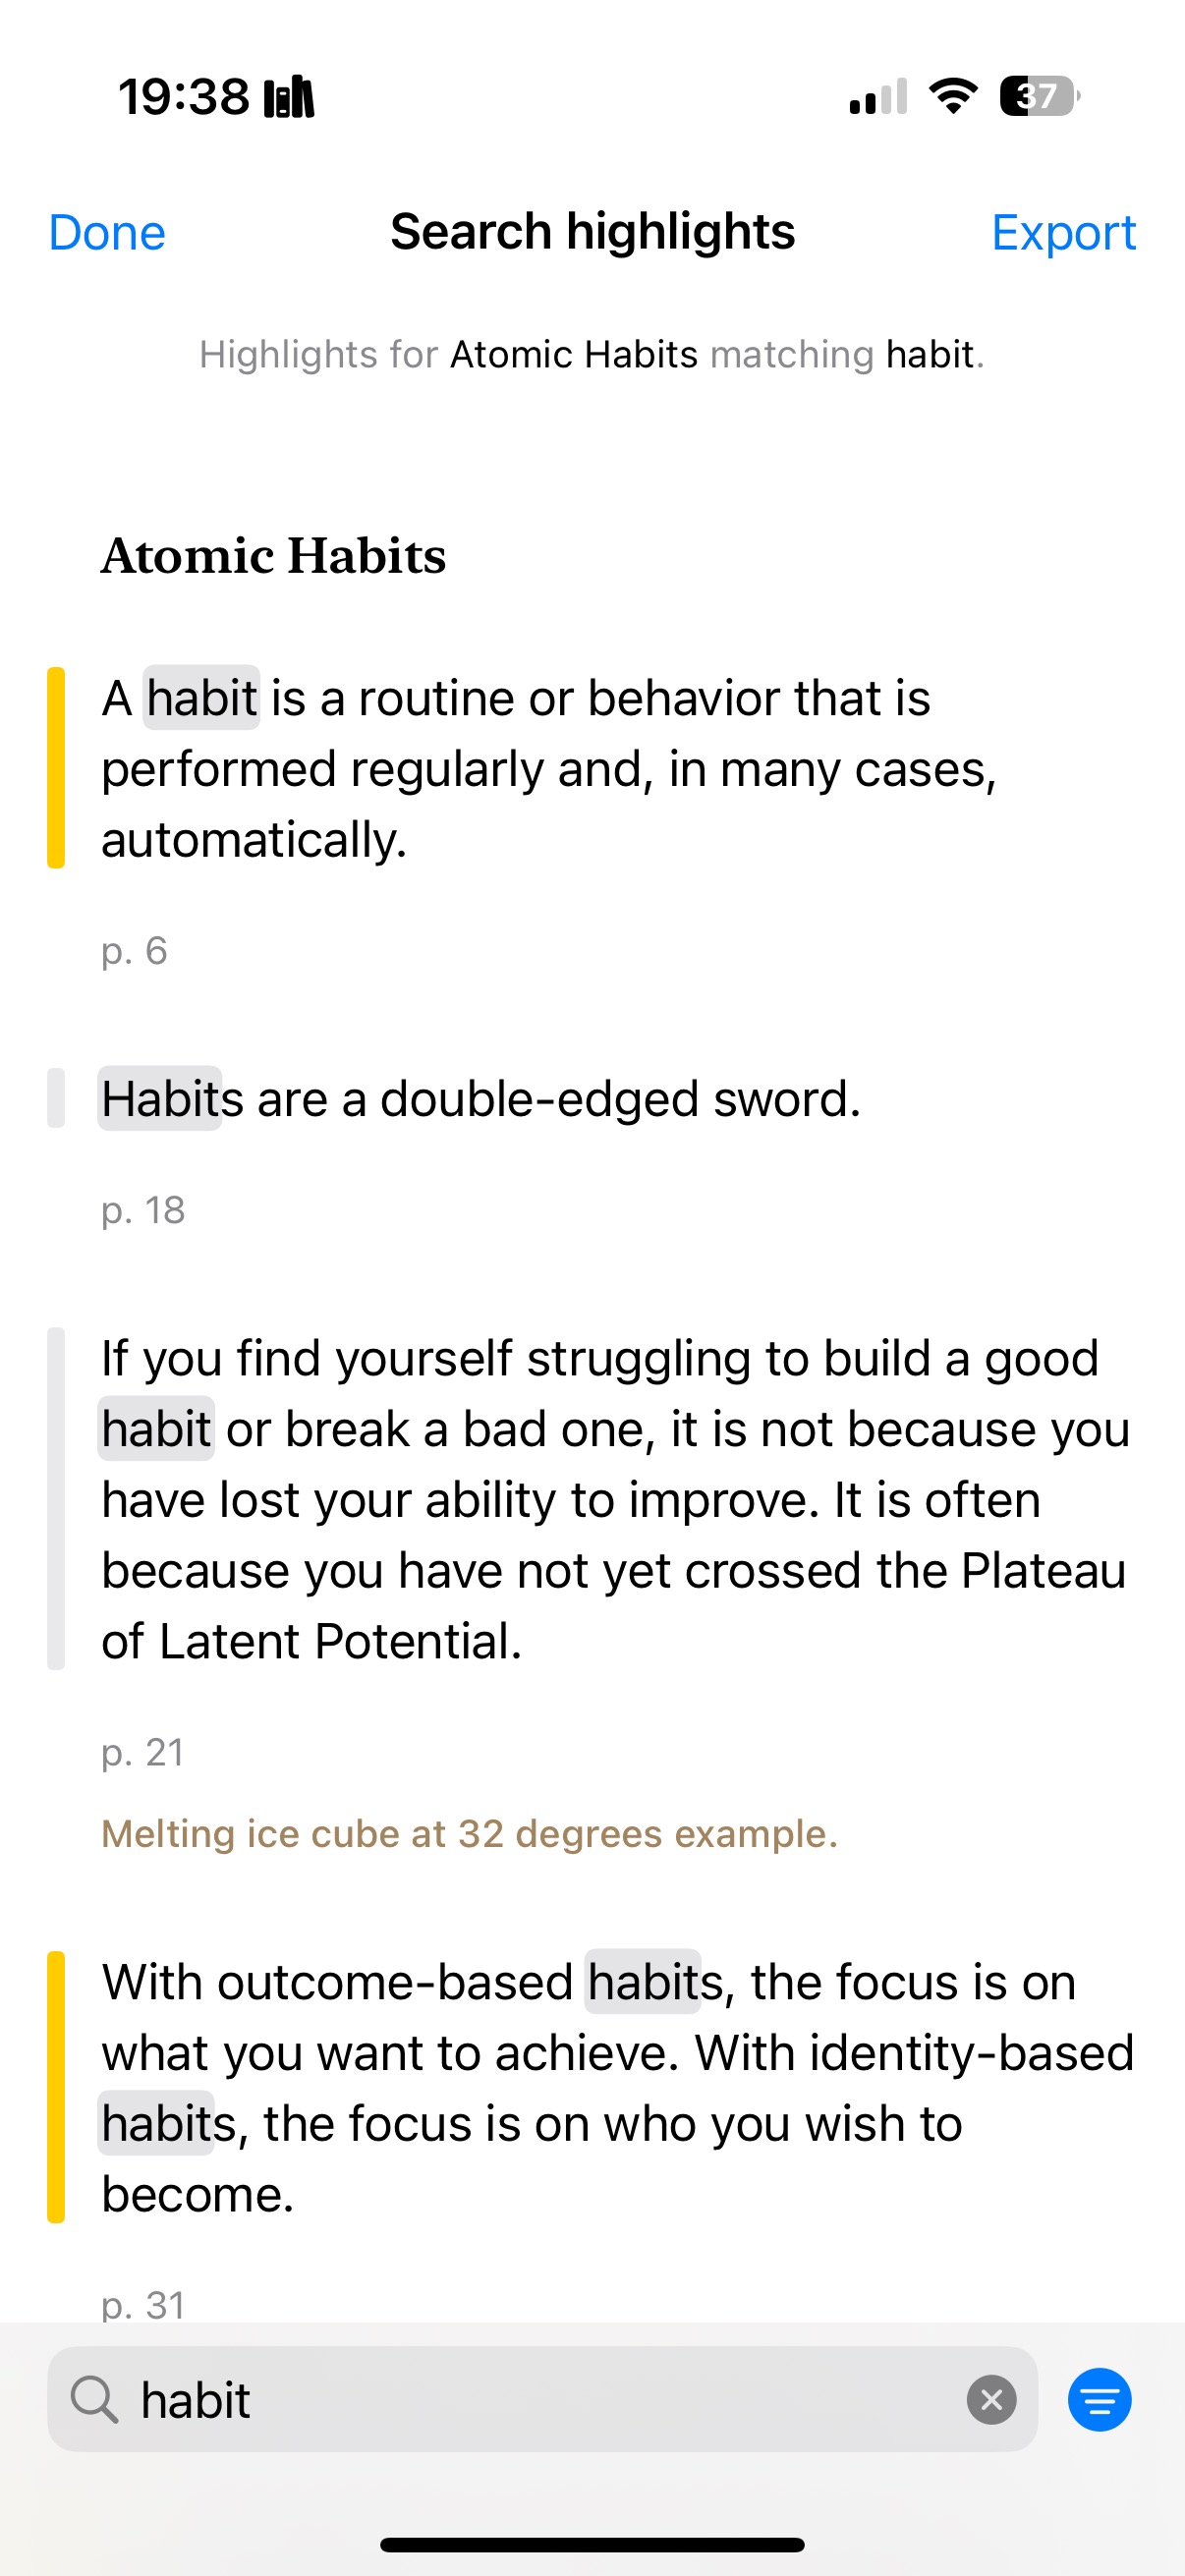 19:38
37
Done
Search highlights
Export
Highlights for Atomic Habits matching habit.
Atomic Habits
A habit is a routine or behavior that is
performed regularly and, in many cases,
automatically.
p. 6
Habits are a double-edged sword.
p. 18
If you find yourself struggling to build a good
habit or break a bad one, it is not because you
have lost your ability to improve. It is often
because you have not yet crossed the Plateau
of Latent Potential.
p. 21
Melting ice cube at 32 degrees example.
With outcome-based habits, the focus is on
what you want to achieve. With identity-based
habits, the focus is on who you wish to
become.
p. 31
habit